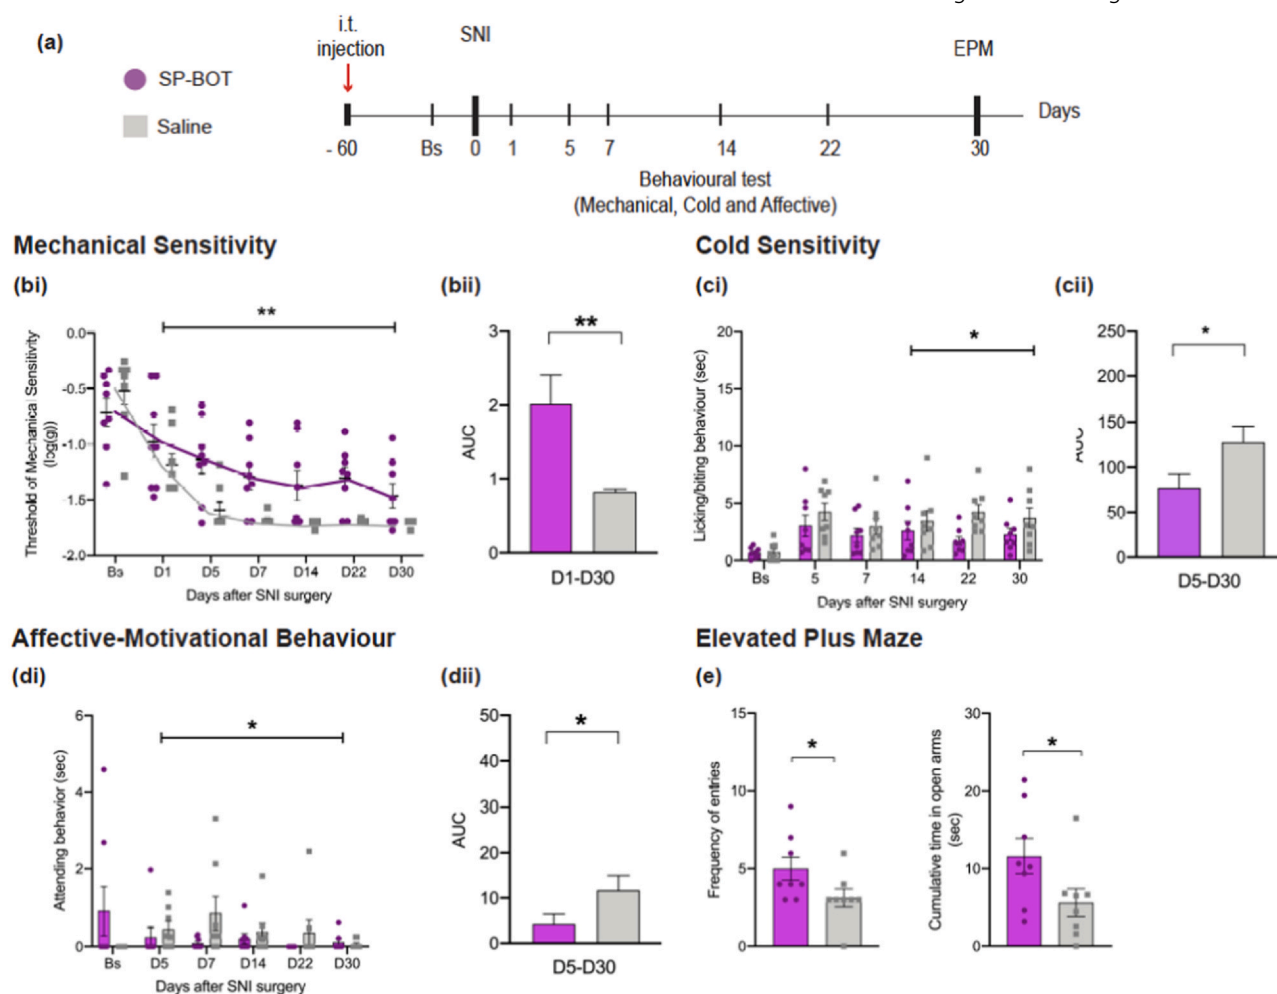 (a)
i.t.
injection
SNI
EPM
SP-BOT
Saline
Days
- 60
Bs
0
1
5
7
14
22
30
Behavioural test
(Mechanical, Cold and Affective)
Mechanical Sensitivity
Cold Sensitivity
(bi)
(bii)
(ci)
(cii)
Threshold of Mechanical Sensitivity
(log(g))
0.0
-0.5
-1.0
-1.5
-2.0
**
Bs
D1
D5
D7
D14
D22
D30
Days after SNI surgery
AUC
3
2
1
0
**
D1-D30
Licking/biting behaviour (sec)
20
15
10
5
0
*
Bs
5
7
14
22
30
Days after SNI surgery
AUC
250
200
150
100
50
0
*
D5-D30
Affective-Motivational Behaviour
Elevated Plus Maze
(di)
(dii)
(e)
Attending behavior (sec)
6
4
2
0
*
Bs
D5
D7
D14
D22
D30
Days after SNI surgery
AUC
50
40
30
20
10
0
*
D5-D30
Frequency of entries
15
10
5
0
*
Cumulative time in open arms
(sec)
30
20
10
0
*